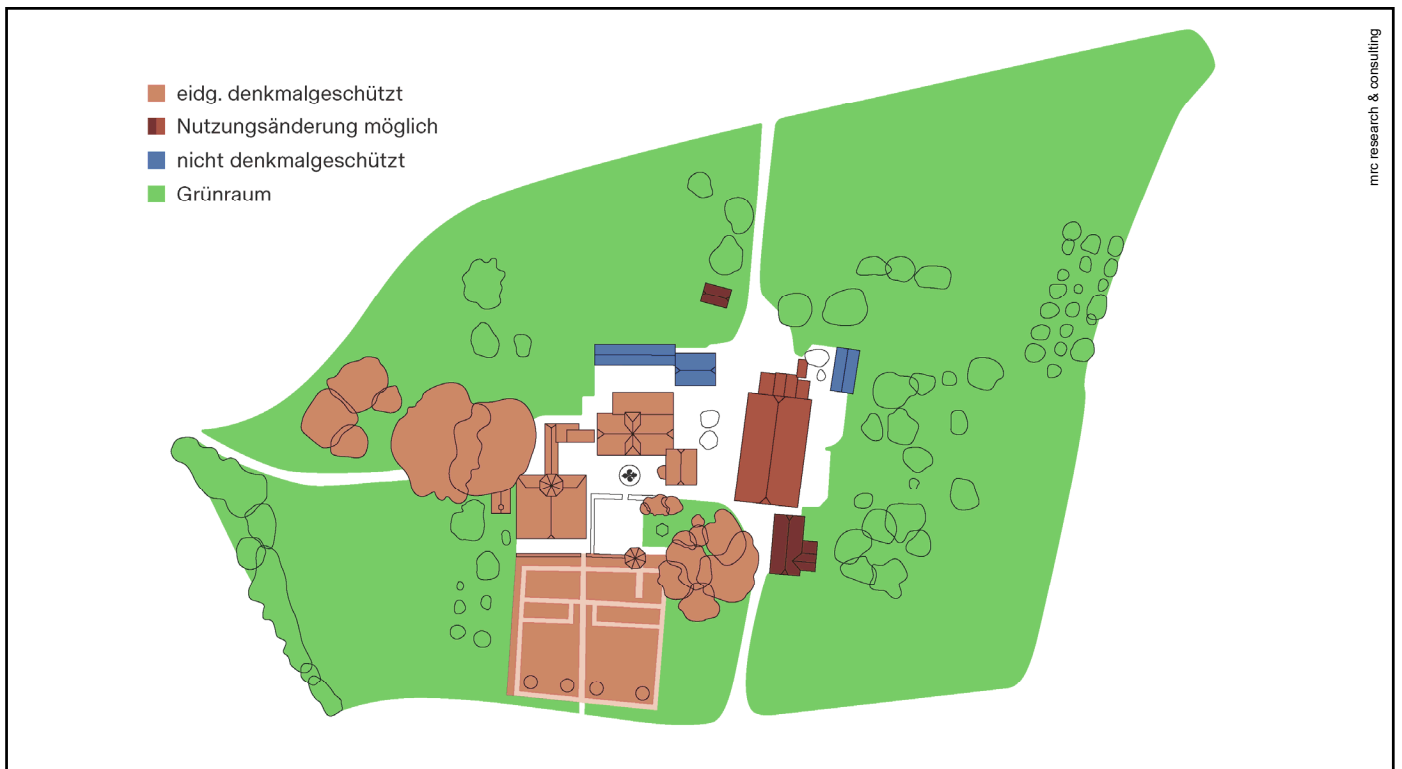 eidg. denkmalgeschützt
Nutzungsänderung möglich
nicht denkmalgeschützt
Grünraum
mrc research & consulting